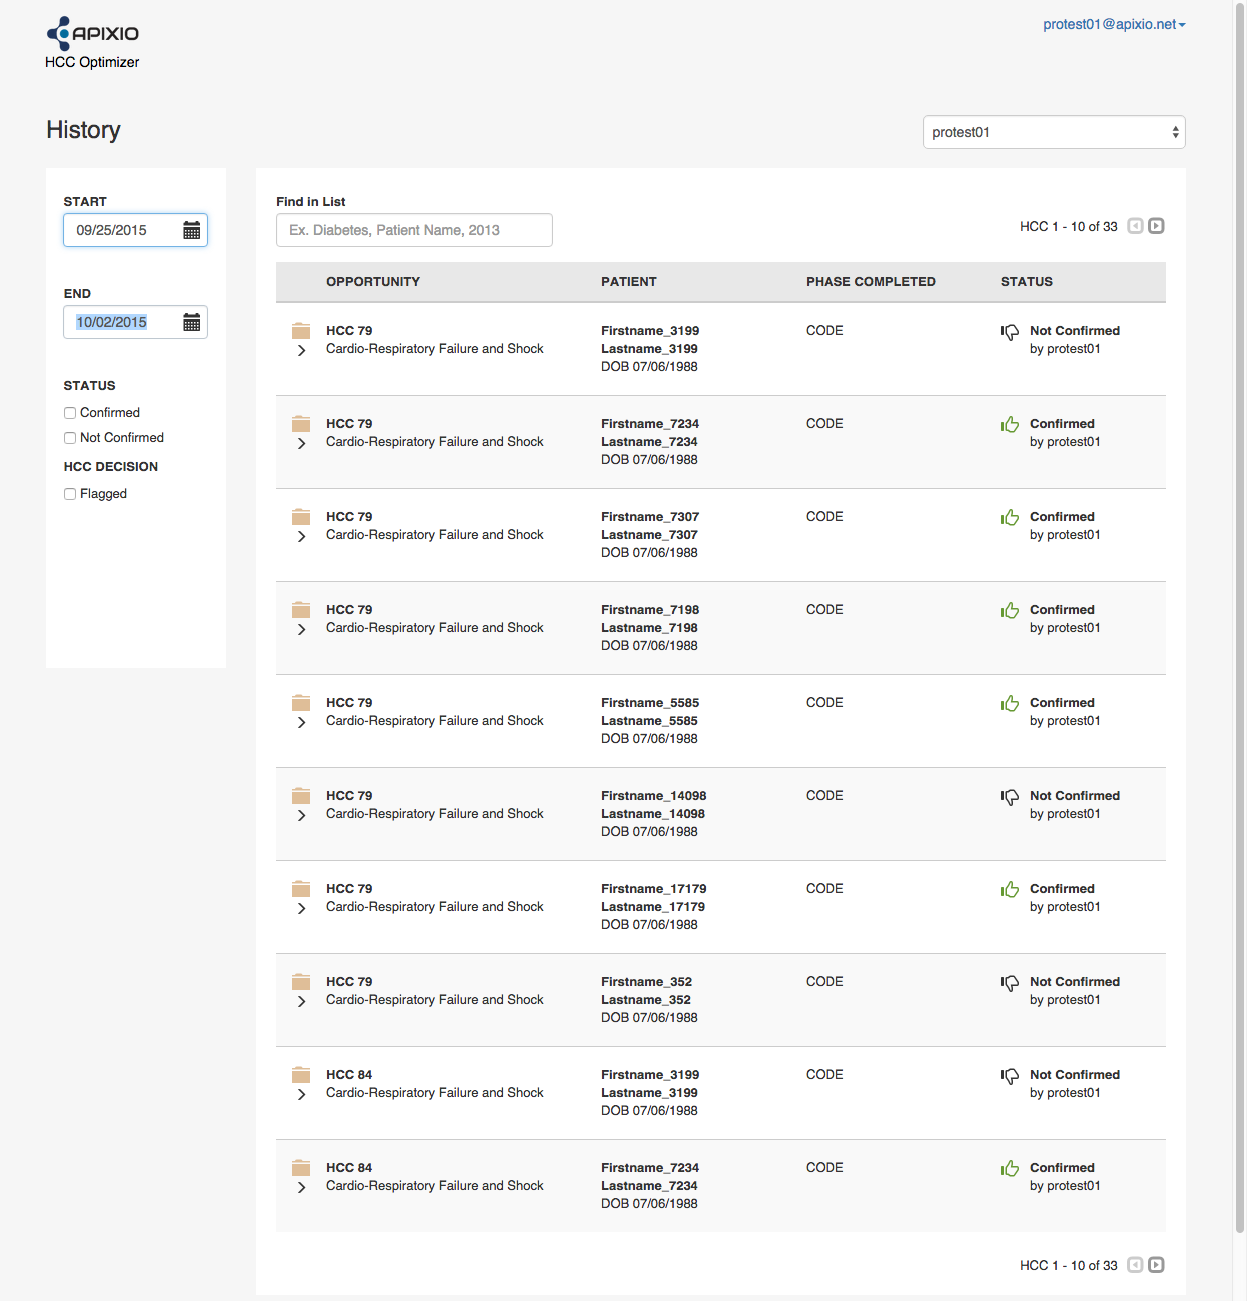 APIXIO
HCC Optimizer
protest01@apixio.net
History
protest01
START
09/25/2015
END
10/02/2015
STATUS
Confirmed
Not Confirmed
HCC DECISION
Flagged
Find in List
Ex. Diabetes, Patient Name, 2013
HCC 1 - 10 of 33
OPPORTUNITY PATIENT PHASE COMPLETED STATUS
HCC 79 Firstname_3199 CODE Not Confirmed
Cardio-Respiratory Failure and Shock Lastname_3199 by protest01
DOB 07/06/1988
HCC 79 Firstname_7234 CODE Confirmed
Cardio-Respiratory Failure and Shock Lastname_7234 by protest01
DOB 07/06/1988
HCC 79 Firstname_7307 CODE Confirmed
Cardio-Respiratory Failure and Shock Lastname_7307 by protest01
DOB 07/06/1988
HCC 79 Firstname_7198 CODE Confirmed
Cardio-Respiratory Failure and Shock Lastname_7198 by protest01
DOB 07/06/1988
HCC 79 Firstname_5585 CODE Confirmed
Cardio-Respiratory Failure and Shock Lastname_5585 by protest01
DOB 07/06/1988
HCC 79 Firstname_14098 CODE Not Confirmed
Cardio-Respiratory Failure and Shock Lastname_14098 by protest01
DOB 07/06/1988
HCC 79 Firstname_17179 CODE Confirmed
Cardio-Respiratory Failure and Shock Lastname_17179 by protest01
DOB 07/06/1988
HCC 79 Firstname_352 CODE Not Confirmed
Cardio-Respiratory Failure and Shock Lastname_352 by protest01
DOB 07/06/1988
HCC 84 Firstname_3199 CODE Not Confirmed
Cardio-Respiratory Failure and Shock Lastname_3199 by protest01
DOB 07/06/1988
HCC 84 Firstname_7234 CODE Confirmed
Cardio-Respiratory Failure and Shock Lastname_7234 by protest01
DOB 07/06/1988
HCC 1 - 10 of 33